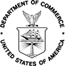 DEPARTMENT OF COMMERCE
UNITED STATES OF AMERICA